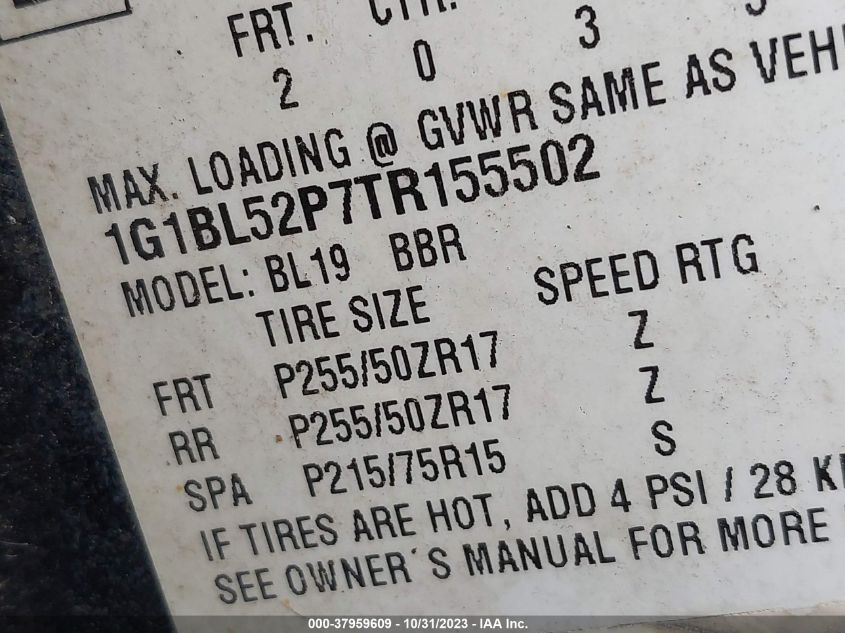 FRT. CTR.
2 0 3
MAX. LOADING @ GVWR SAME AS VEH
1G1BL52P7TR155502
MODEL: BL19 BBR
TIRE SIZE SPEED RTG
FRT P255/50ZR17 Z
RR P255/50ZR17 Z
SPA P215/75R15 S
IF TIRES ARE HOT, ADD 4 PSI / 28 K
SEE OWNER'S MANUAL FOR MORE
000-37959609 - 10/31/2023 - IAA Inc.